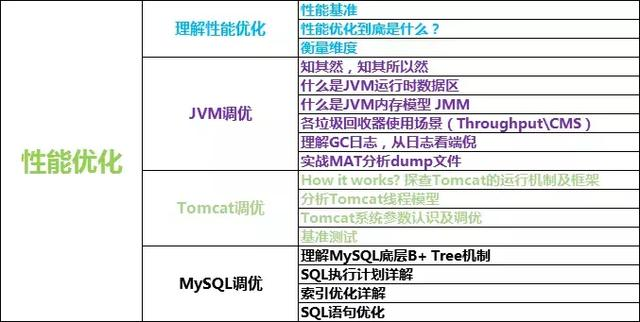 性能优化
理解性能优化
性能基准
性能优化到底是什么？
衡量维度
JVM调优
知其然，知其所以然
什么是JVM运行时数据区
什么是JVM内存模型 JMM
各垃圾回收器使用场景（Throughput\CMS）
理解GC日志，从日志看端倪
实战MAT分析dump文件
Tomcat调优
How it works? 探查Tomcat的运行机制及框架
分析Tomcat线程模型
Tomcat系统参数认识及调优
基准测试
MySQL调优
理解MySQL底层B+ Tree机制
SQL执行计划详解
索引优化详解
SQL语句优化